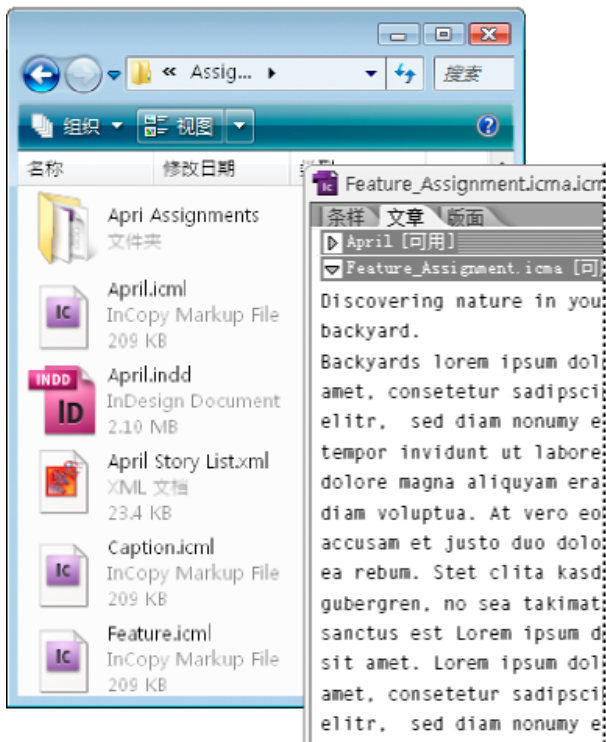 « Assig...
搜索
组织 视图
名称 修改日期
Apri Assignments
文件夹
April.icml
InCopy Markup File
209 KB
INDD
ID
April.indd
InDesign Document
2.10 MB
April Story List.xml
XML 文档
23.4 KB
Caption.icml
InCopy Markup File
209 KB
Feature.icml
InCopy Markup File
209 KB
IC
IC
IC
Ic Feature_Assignment.icma.icm
条样 文章 版面
April [可用]
Feature_Assignment.icma [可
Discovering nature in you
backyard.
Backyards lorem ipsum dol
amet, consetetur sadipsci
elitr, sed diam nonumy e
tempor invidunt ut labore
dolore magna aliquyam era
diam voluptua. At vero eo
accusam et justo duo dolo
ea rebum. Stet clita kasd
gubergren, no sea takimat
sanctus est Lorem ipsum d
sit amet. Lorem ipsum dol
amet, consetetur sadipsci
elitr, sed diam nonumy e